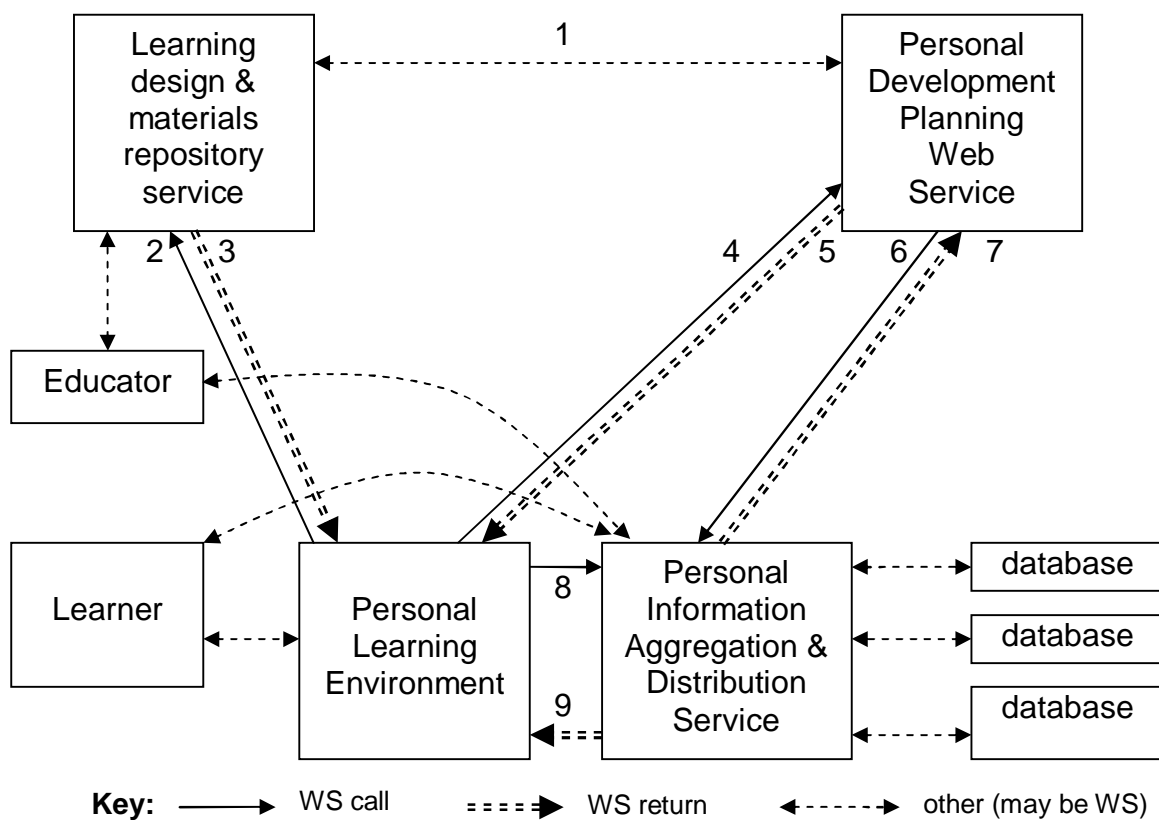 Learning
design &
materials
repository
service
1
Personal
Development
Planning
Web
Service
2
3
4
5
6
7
Educator
Learner
Personal
Learning
Environment
8
9
Personal
Information
Aggregation &
Distribution
Service
database
database
database
Key:
WS call
WS return
other (may be WS)